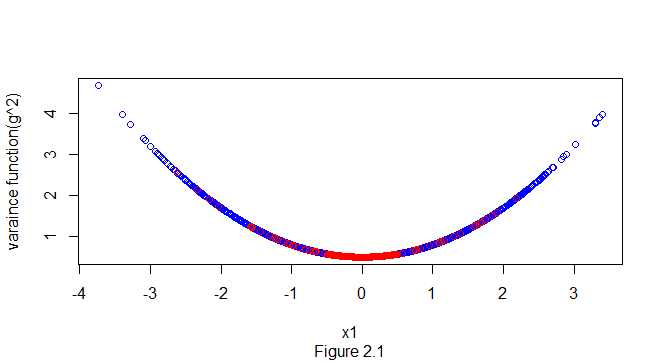 varaince function(g^2)
4
3
2
1
-4 -3 -2 -1 0 1 2 3
x1
Figure 2.1